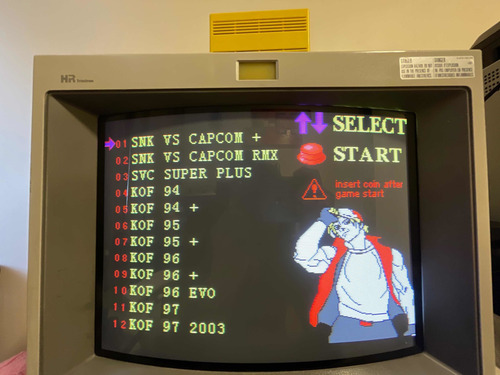 HR Trinitron
01 SNK VS CAPCOM +
02 SNK VS CAPCOM RMX
03 SVC SUPER PLUS
04 KOF 94
05 KOF 94 +
06 KOF 95
07 KOF 95 +
08 KOF 96
09 KOF 96 +
10 KOF 96 EVO
11 KOF 97
12 KOF 97 2003
SELECT
START
insert coin after
game start